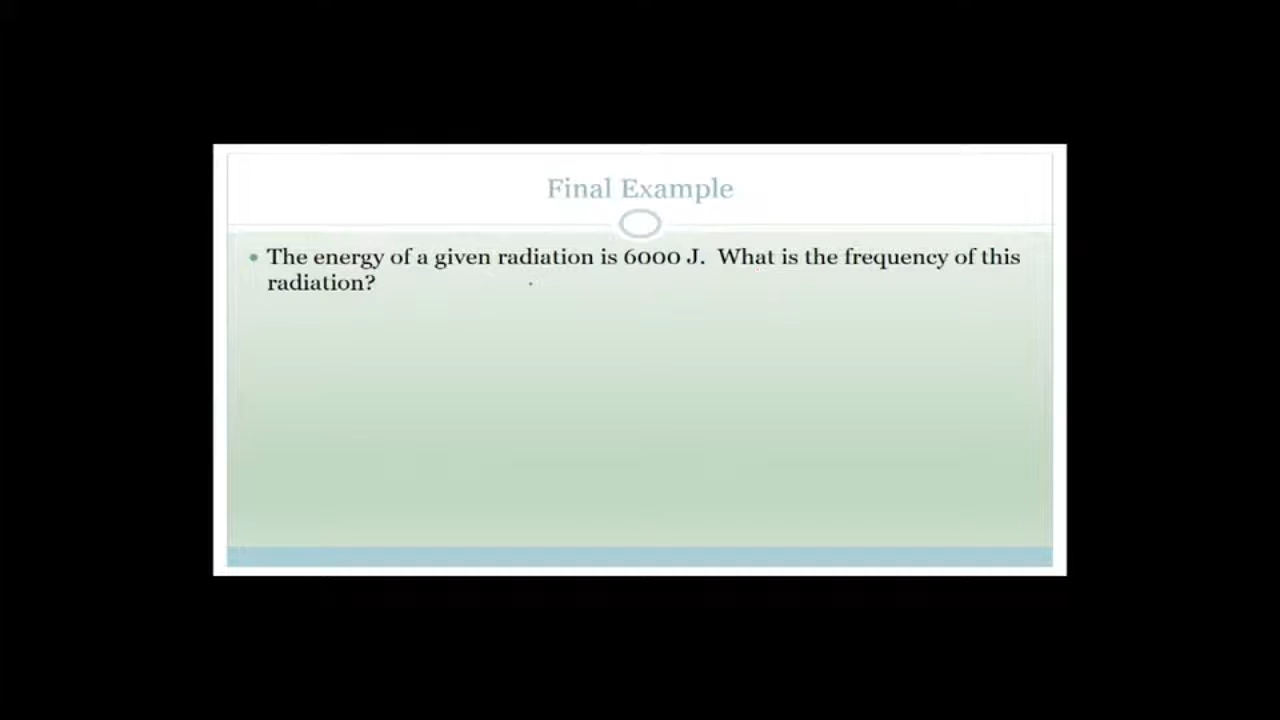 Final Example
• The energy of a given radiation is 6000 J. What is the frequency of this
radiation?